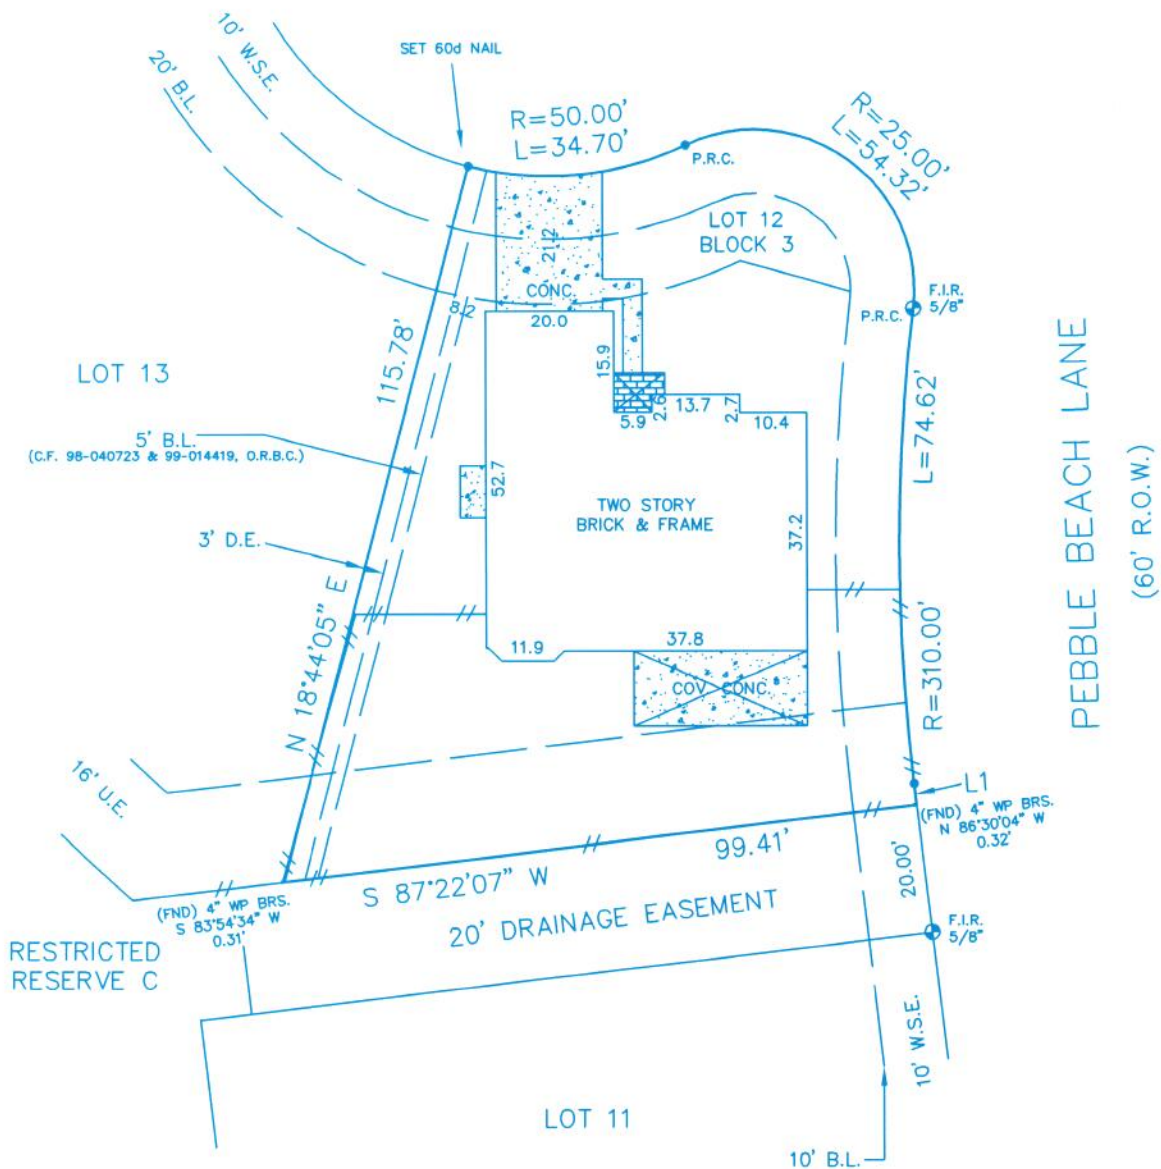 10' W.S.E.
20' B.L.
SET 60d NAIL
R=50.00'
L=34.70'
P.R.C.
R=25.00'
L=54.32'
LOT 12
BLOCK 3
21.2
CONC.
8.2
20.0
F.I.R.
5/8"
P.R.C.
LOT 13
115.78'
15.9
5.9
2.6
13.7
2.7
10.4
L=74.62'
PEBBLE BEACH LANE
(60' R.O.W.)
5' B.L.
(C.F. 98-040723 & 99-014419, O.R.B.C.)
52.7
TWO STORY
BRICK & FRAME
37.2
3' D.E.
N 18°44'05" E
11.9
37.8
COV. CONC.
R=310.00'
16' U.E.
L1
(FND) 4" WP BRS.
N 86°30'04" W
0.32'
99.41'
S 87°22'07" W
20.00'
(FND) 4" WP BRS.
S 83°54'34" W
0.31'
20' DRAINAGE EASEMENT
F.I.R.
5/8"
RESTRICTED
RESERVE C
10' W.S.E.
LOT 11
10' B.L.